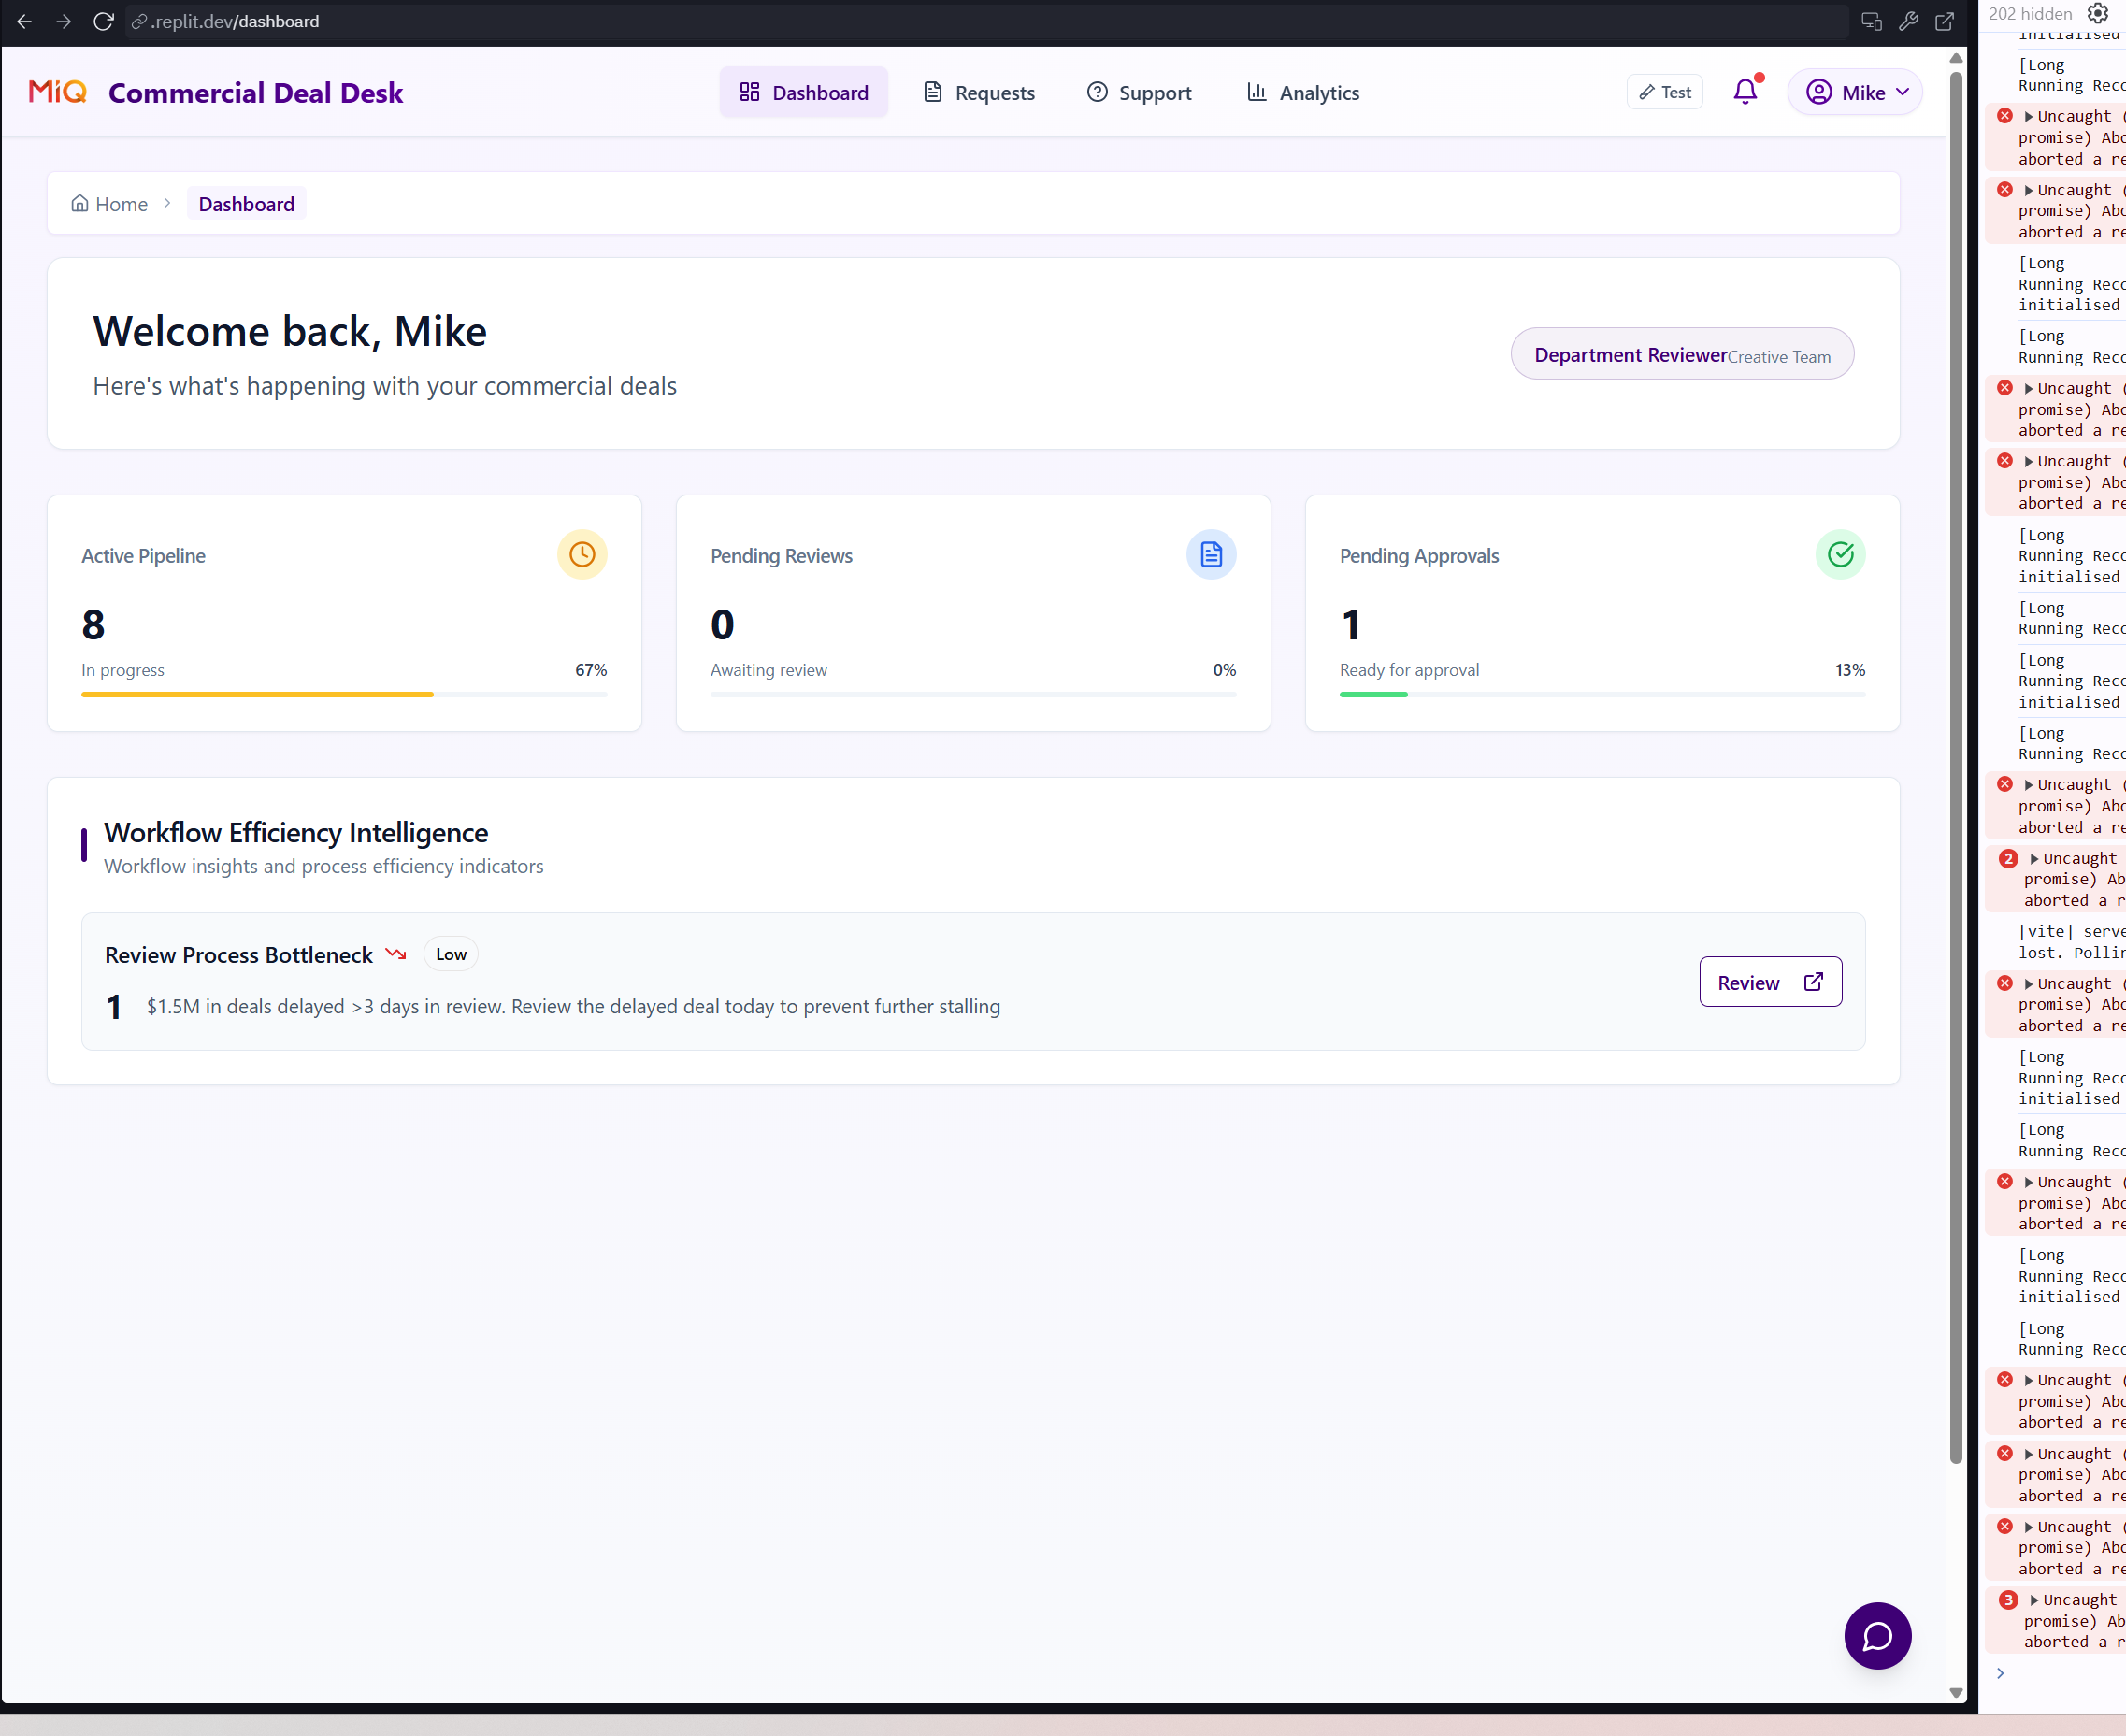 .replit.dev/dashboard
MiQ Commercial Deal Desk
Dashboard
Requests
Support
Analytics
Test
Mike
Home
Dashboard
Welcome back, Mike
Here's what's happening with your commercial deals
Department Reviewer Creative Team
Active Pipeline
8
In progress 67%
Pending Reviews
0
Awaiting review 0%
Pending Approvals
1
Ready for approval 13%
Workflow Efficiency Intelligence
Workflow insights and process efficiency indicators
Review Process Bottleneck Low
1 $1.5M in deals delayed >3 days in review. Review the delayed deal today to prevent further stalling
Review
202 hidden
initialised
[Long
Running Reco
Uncaught (
promise) Abo
aborted a re
Uncaught (
promise) Abo
aborted a re
[Long
Running Reco
initialised
[Long
Running Reco
Uncaught (
promise) Abo
aborted a re
Uncaught (
promise) Abo
aborted a re
[Long
Running Reco
initialised
[Long
Running Reco
[Long
Running Reco
initialised
[Long
Running Reco
Uncaught (
promise) Abo
aborted a re
2 Uncaught
promise) Ab
aborted a r
[vite] serve
lost. Pollin
Uncaught (
promise) Abo
aborted a re
[Long
Running Reco
initialised
[Long
Running Reco
Uncaught (
promise) Abo
aborted a re
[Long
Running Reco
initialised
[Long
Running Reco
Uncaught (
promise) Abo
aborted a re
Uncaught (
promise) Abo
aborted a re
Uncaught (
promise) Abo
aborted a re
3 Uncaught
promise) Ab
aborted a r